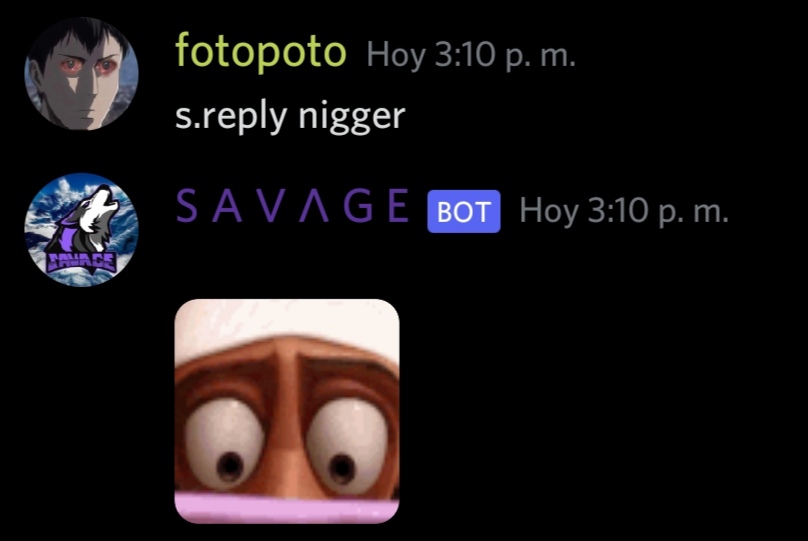 fotopoto Hoy 3:10 p. m.
s.reply nigger
S A V Λ G E BOT Hoy 3:10 p. m.
SAVAGE